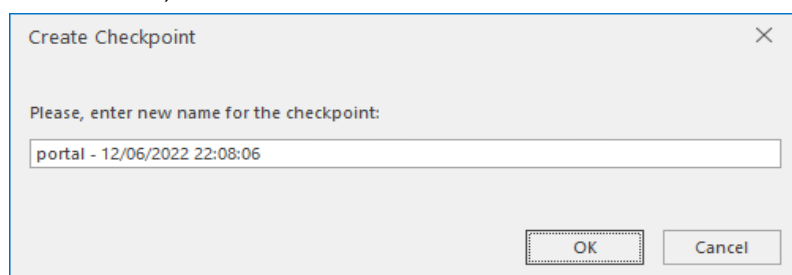 Create Checkpoint
Please, enter new name for the checkpoint:
portal - 12/06/2022 22:08:06
OK Cancel